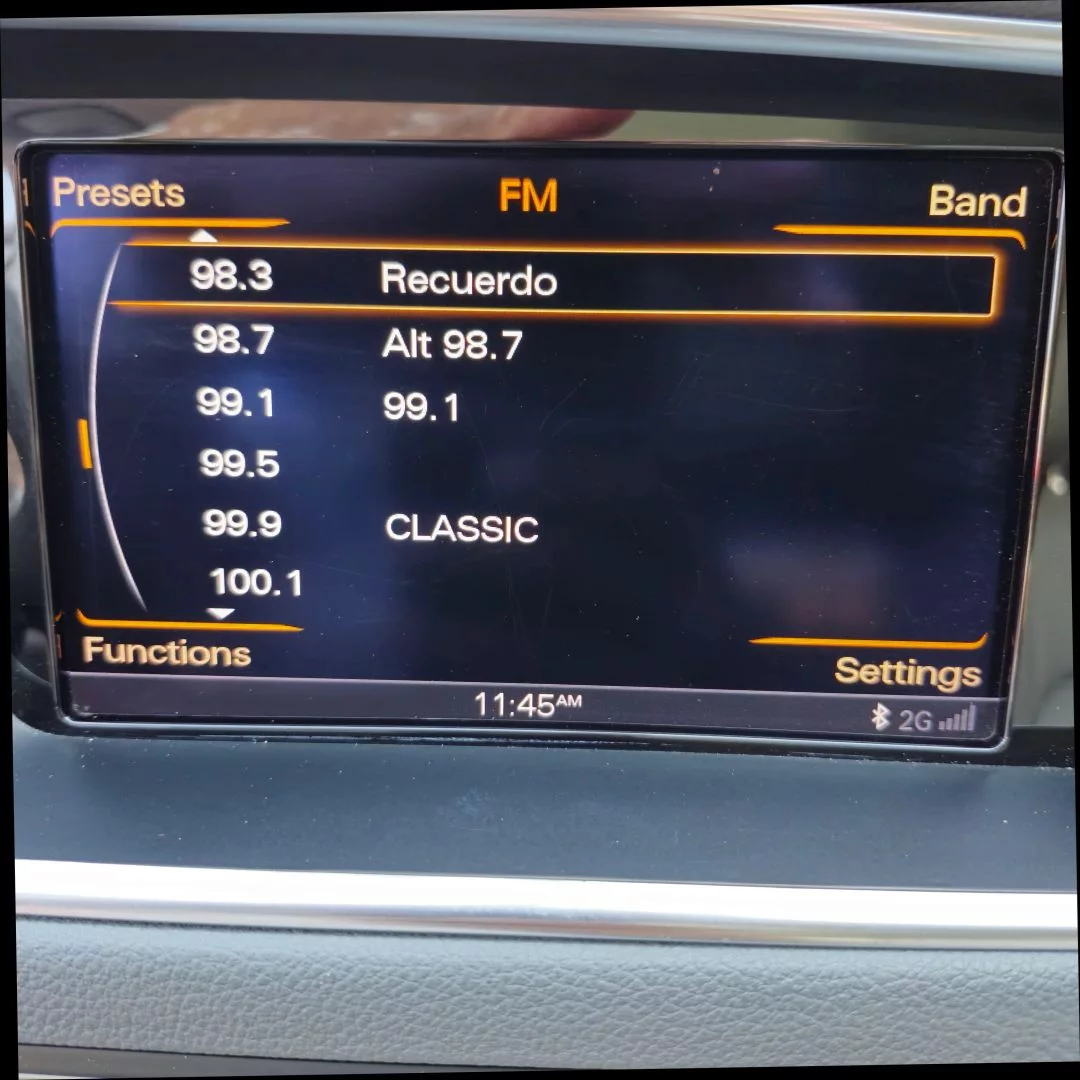 Presets FM Band
98.3 Recuerdo
98.7 Alt 98.7
99.1 99.1
99.5
99.9 CLASSIC
100.1
Functions Settings
11:45AM 2G